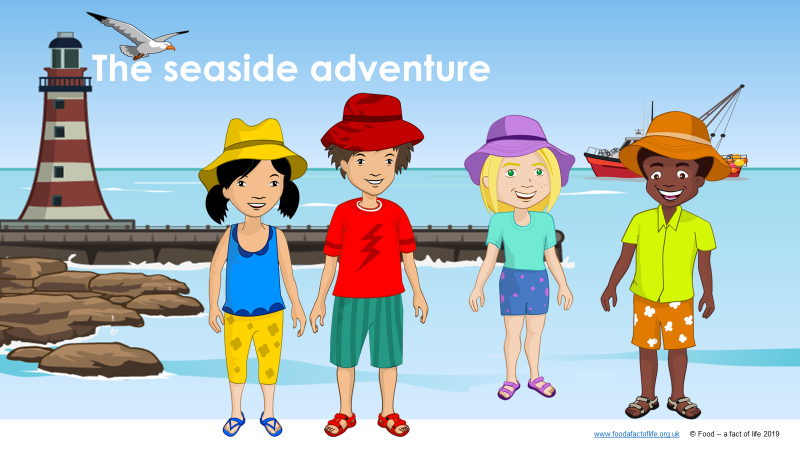 The seaside adventure
www.foodafactoflife.org.uk © Food – a fact of life 2019